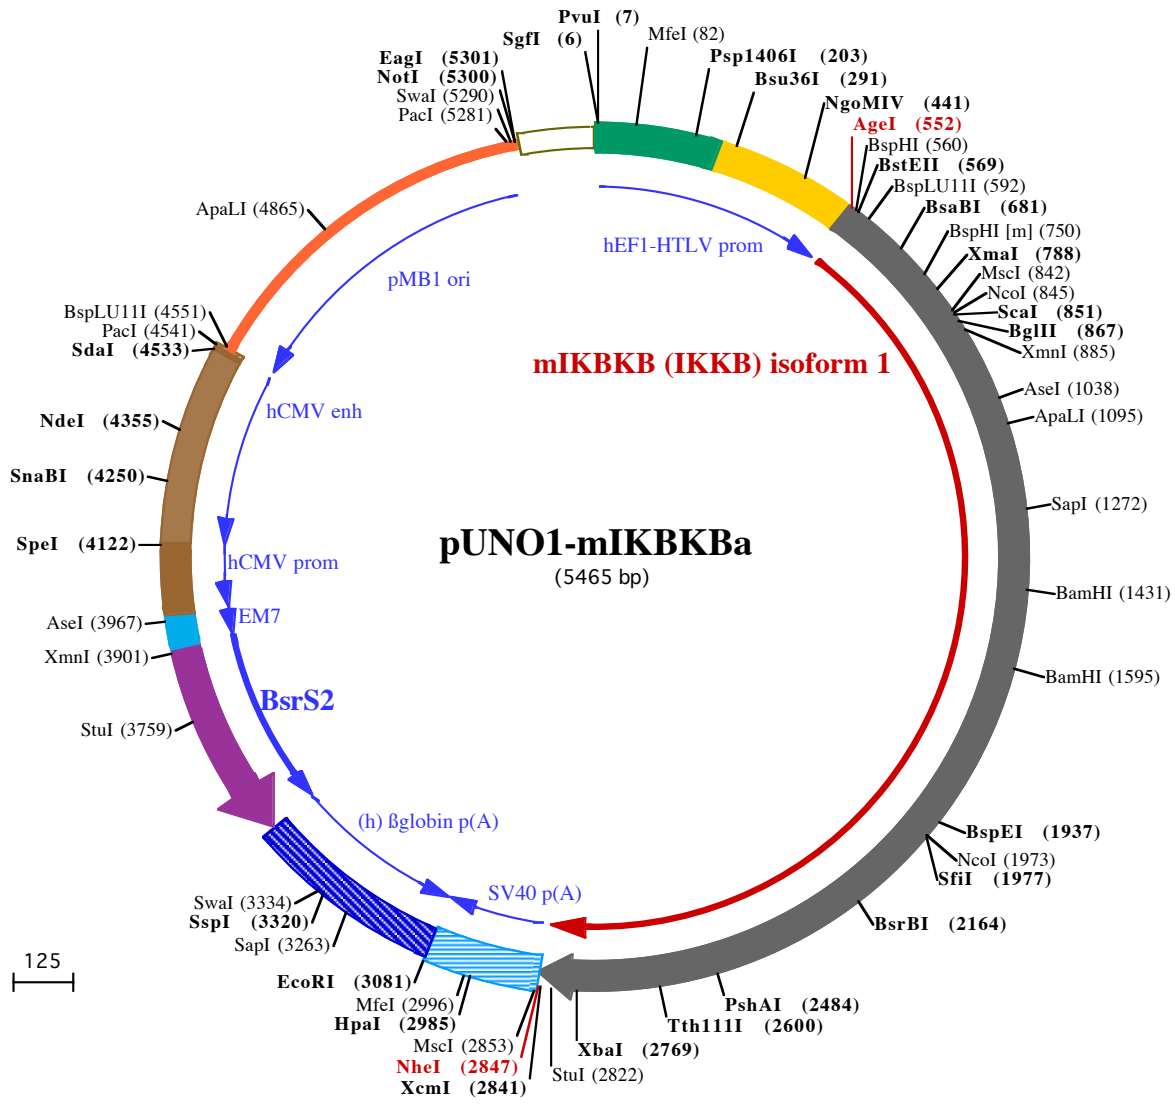 PvuI (7)
SgfI (6)
MfeI (82)
Psp1406I (203)
Bsu36I (291)
NgoMIV (441)
AgeI (552)
BspHI (560)
BstEII (569)
BspLU11I (592)
BsaBI (681)
BspHI [m] (750)
XmaI (788)
MscI (842)
NcoI (845)
ScaI (851)
BglII (867)
XmnI (885)
AseI (1038)
ApaLI (1095)
SapI (1272)
BamHI (1431)
BamHI (1595)
BspEI (1937)
NcoI (1973)
SfiI (1977)
BsrBI (2164)
PshAI (2484)
Tth111I (2600)
XbaI (2769)
StuI (2822)
XcmI (2841)
NheI (2847)
MscI (2853)
HpaI (2985)
MfeI (2996)
EcoRI (3081)
SapI (3263)
SspI (3320)
SwaI (3334)
StuI (3759)
XmnI (3901)
AseI (3967)
SpeI (4122)
SnaBI (4250)
NdeI (4355)
SdaI (4533)
PacI (4541)
BspLU11I (4551)
ApaLI (4865)
PacI (5281)
SwaI (5290)
NotI (5300)
EagI (5301)
hEF1-HTLV prom
pMB1 ori
mIKBKB (IKKB) isoform 1
hCMV enh
pUNO1-mIKBKBa
(5465 bp)
hCMV prom
EM7
BsrS2
(h) ßglobin p(A)
SV40 p(A)
125